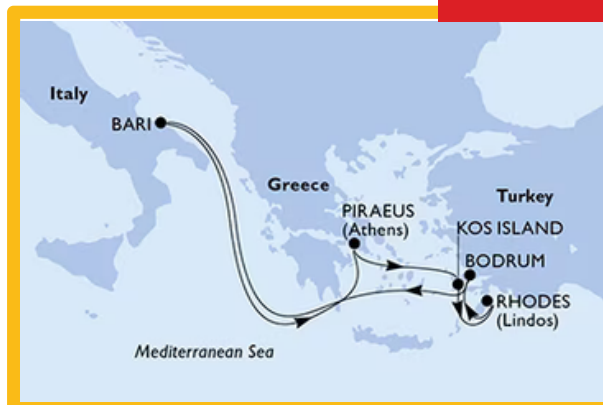 Italy
BARI
Greece
Turkey
PIRAEUS
(Athens)
KOS ISLAND
BODRUM
RHODES
(Lindos)
Mediterranean Sea